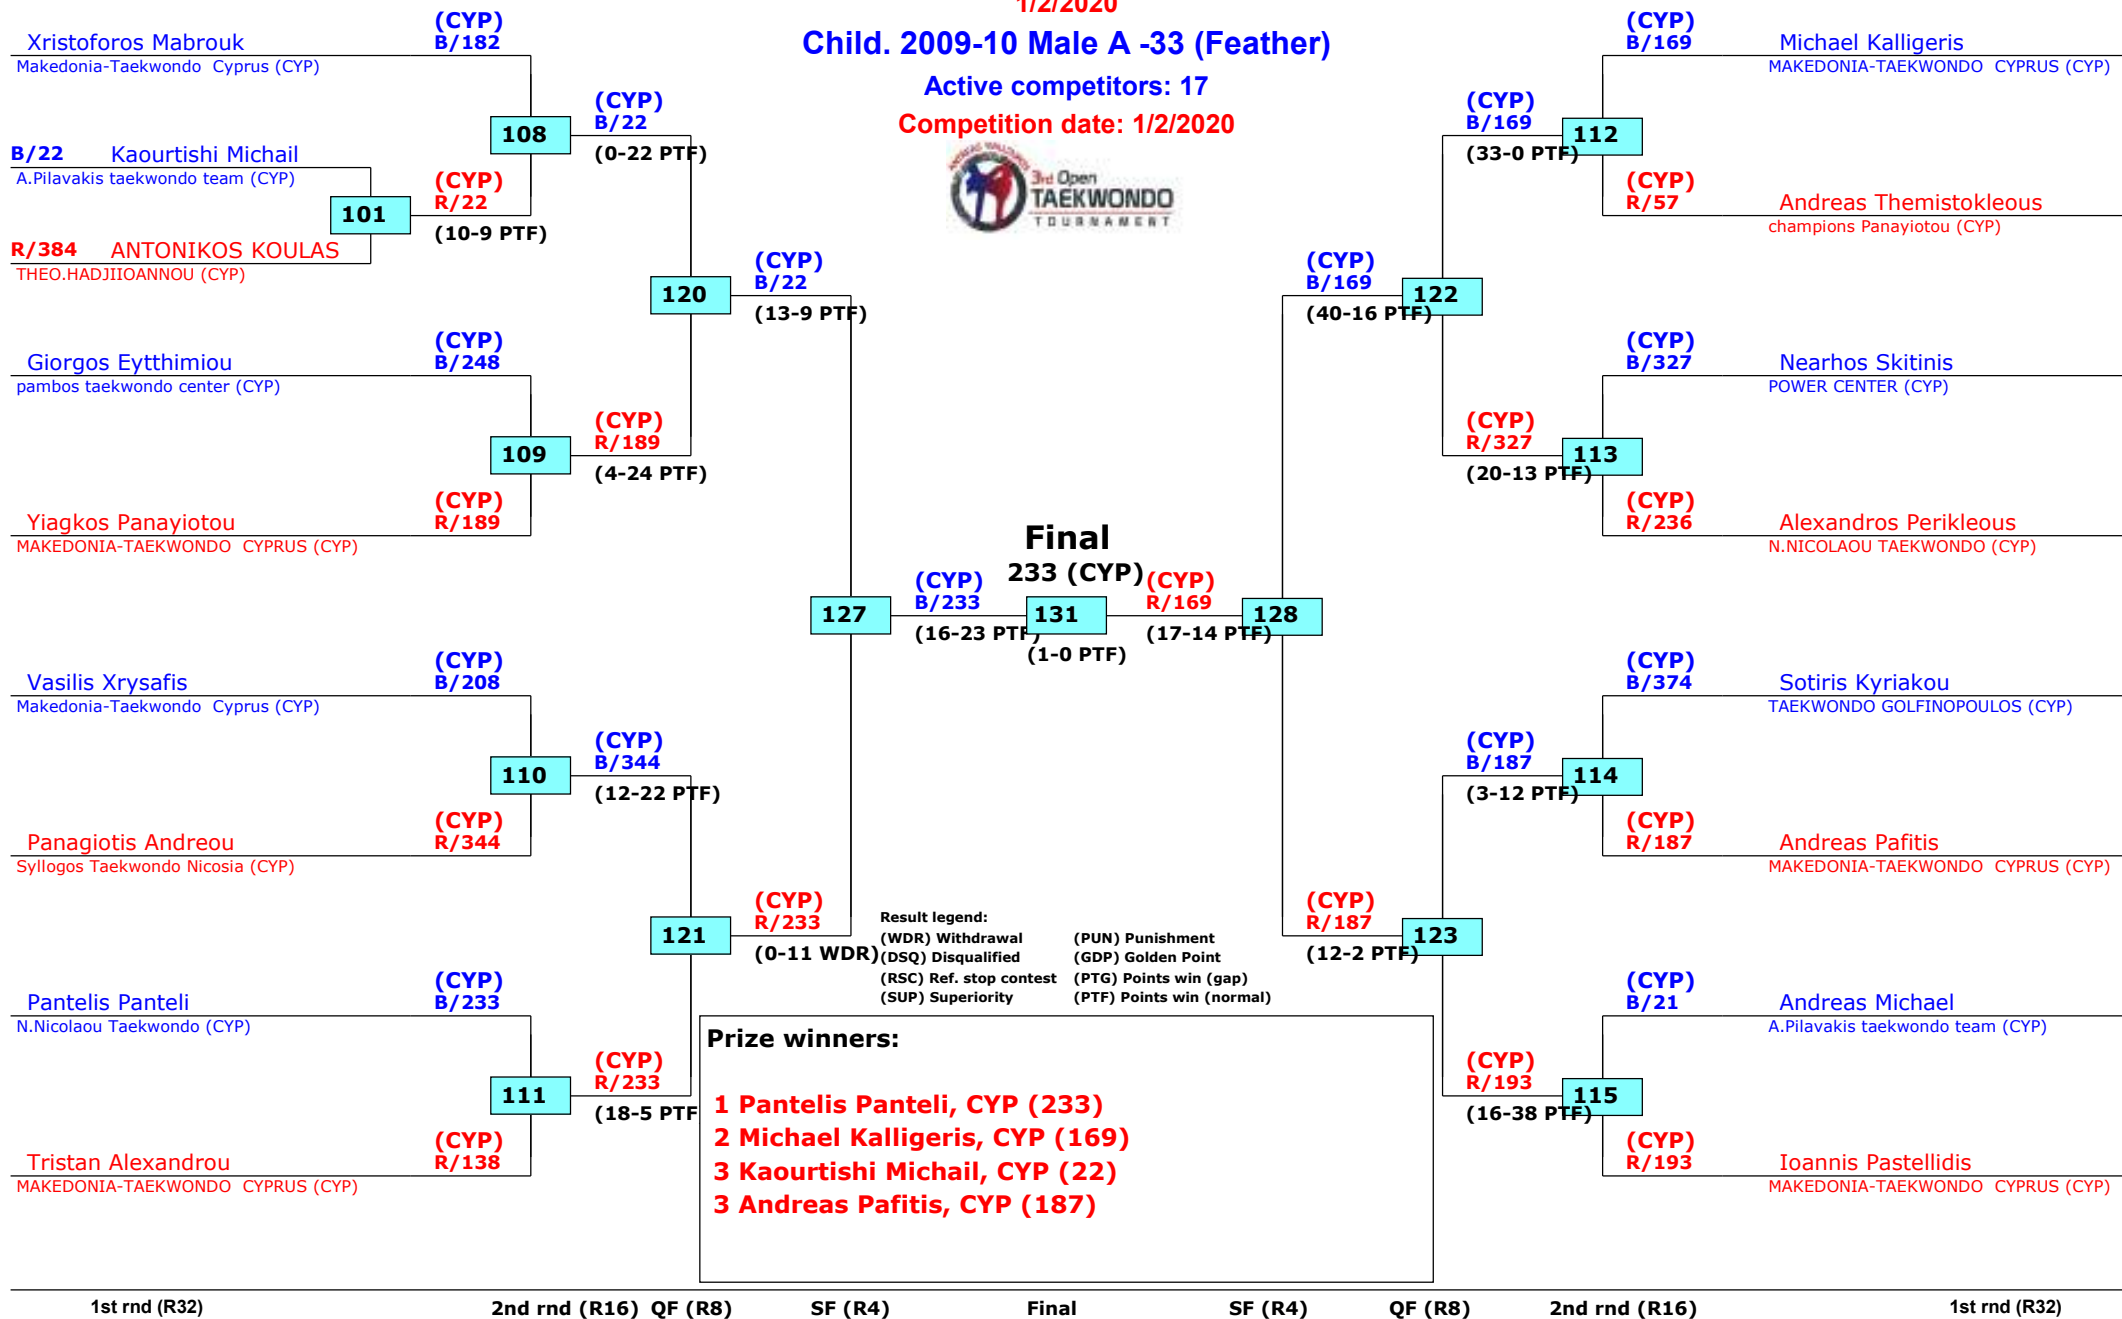 1/2/2020
Child. 2009-10 Male A -33 (Feather)
Active competitors: 17
Competition date: 1/2/2020
3rd Open
TAEKWONDO
TOURNAMENT
Xristoforos Mabrouk
Makedonia-Taekwondo Cyprus (CYP)
(CYP)
B/182
B/22 Kaourtishi Michail
A.Pilavakis taekwondo team (CYP)
R/384 ANTONIKOS KOULAS
THEO.HADJIIOANNOU (CYP)
101
(CYP)
R/22
(10-9 PTF)
108
(CYP)
B/22
(0-22 PTF)
Giorgos Eytthimiou
pambos taekwondo center (CYP)
(CYP)
B/248
Yiagkos Panayiotou
MAKEDONIA-TAEKWONDO CYPRUS (CYP)
(CYP)
R/189
109
(CYP)
R/189
(4-24 PTF)
120
(CYP)
B/22
(13-9 PTF)
Vasilis Xrysafis
Makedonia-Taekwondo Cyprus (CYP)
(CYP)
B/208
Panagiotis Andreou
Syllogos Taekwondo Nicosia (CYP)
(CYP)
R/344
110
(CYP)
B/344
(12-22 PTF)
Pantelis Panteli
N.Nicolaou Taekwondo (CYP)
(CYP)
B/233
Tristan Alexandrou
MAKEDONIA-TAEKWONDO CYPRUS (CYP)
(CYP)
R/138
111
(CYP)
R/233
(18-5 PTF
121
(CYP)
R/233
(0-11 WDR)
127
(CYP)
B/233
(16-23 PTF)
Final
233 (CYP)
131
(1-0 PTF)
(CYP)
R/169
(17-14 PTF)
128
(CYP)
B/169
(40-16 PTF)
122
(CYP)
B/169
(33-0 PTF)
112
(CYP)
B/169
Michael Kalligeris
MAKEDONIA-TAEKWONDO CYPRUS (CYP)
(CYP)
R/57
Andreas Themistokleous
champions Panayiotou (CYP)
(CYP)
R/327
(20-13 PTF)
113
(CYP)
B/327
Nearhos Skitinis
POWER CENTER (CYP)
(CYP)
R/236
Alexandros Perikleous
N.NICOLAOU TAEKWONDO (CYP)
(CYP)
R/187
(12-2 PTF)
123
(CYP)
B/187
(3-12 PTF)
114
(CYP)
B/374
Sotiris Kyriakou
TAEKWONDO GOLFINOPOULOS (CYP)
(CYP)
R/187
Andreas Pafitis
MAKEDONIA-TAEKWONDO CYPRUS (CYP)
(CYP)
R/193
(16-38 PTF)
115
(CYP)
B/21
Andreas Michael
A.Pilavakis taekwondo team (CYP)
(CYP)
R/193
Ioannis Pastellidis
MAKEDONIA-TAEKWONDO CYPRUS (CYP)
Result legend:
(WDR) Withdrawal (PUN) Punishment
(DSQ) Disqualified (GDP) Golden Point
(RSC) Ref. stop contest (PTG) Points win (gap)
(SUP) Superiority (PTF) Points win (normal)
Prize winners:
1 Pantelis Panteli, CYP (233)
2 Michael Kalligeris, CYP (169)
3 Kaourtishi Michail, CYP (22)
3 Andreas Pafitis, CYP (187)
1st rnd (R32) 2nd rnd (R16) QF (R8) SF (R4) Final SF (R4) QF (R8) 2nd rnd (R16) 1st rnd (R32)